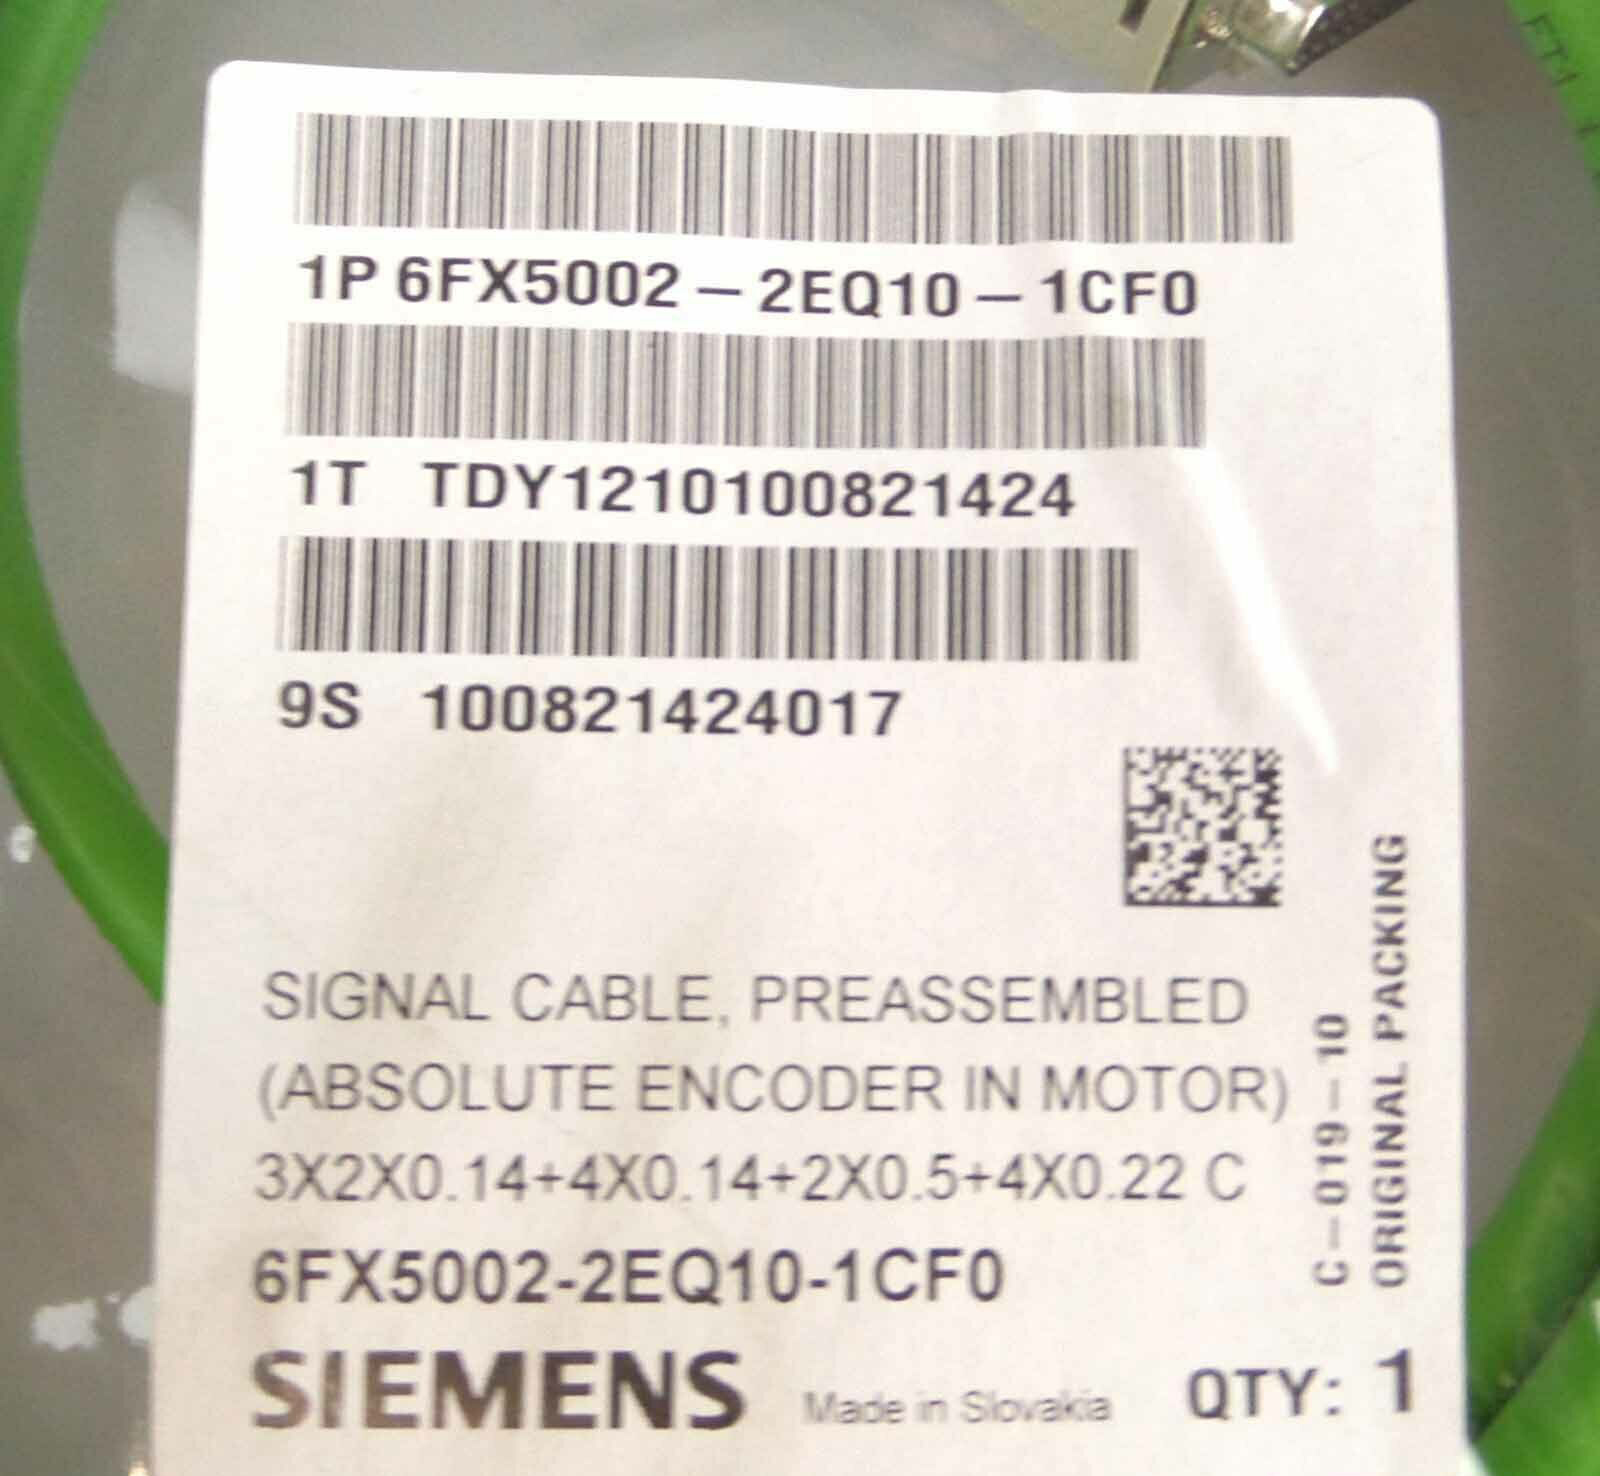 1P 6FX5002-2EQ10-1CF0
1T TDY1210100821424
9S 100821424017
SIGNAL CABLE, PREASSEMBLED
(ABSOLUTE ENCODER IN MOTOR)
3X2X0.14+4X0.14+2X0.5+4X0.22 C
6FX5002-2EQ10-1CF0
SIEMENS
Made in Slovakia
QTY: 1
C-019-10
ORIGINAL PACKING